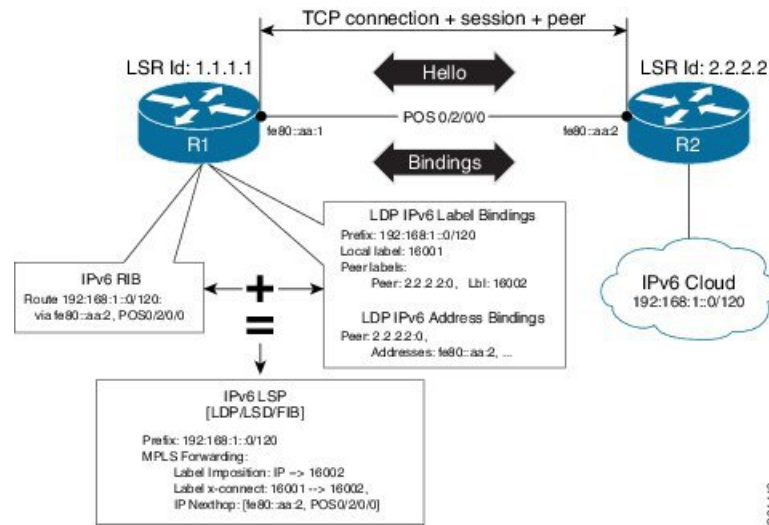 TCP connection + session + peer
LSR Id: 1.1.1.1
LSR Id: 2.2.2.2
Hello
POS 0/2/0/0
fe80::aa:1
fe80::aa:2
R1
R2
Bindings
LDP IPv6 Label Bindings
Prefix: 192:168:1::0/120
Local label: 16001
Peer labels:
Peer: 2.2.2.2:0, Lbl: 16002
LDP IPv6 Address Bindings
Peer: 2.2.2.2:0,
Addresses: fe80::aa:2, ...
IPv6 RIB
Route 192:168:1::0/120:
via fe80::aa:2, POS0/2/0/0
+
=
IPv6 Cloud
192:168:1::0/120
IPv6 LSP
[LDP/LSD/FIB]
Prefix: 192:168:1::0/120
MPLS Forwarding:
Label Imposition: IP –> 16002
Label x-connect: 16001 --> 16002,
IP Nexthop: [fe80::aa:2, POS0/2/0/0]